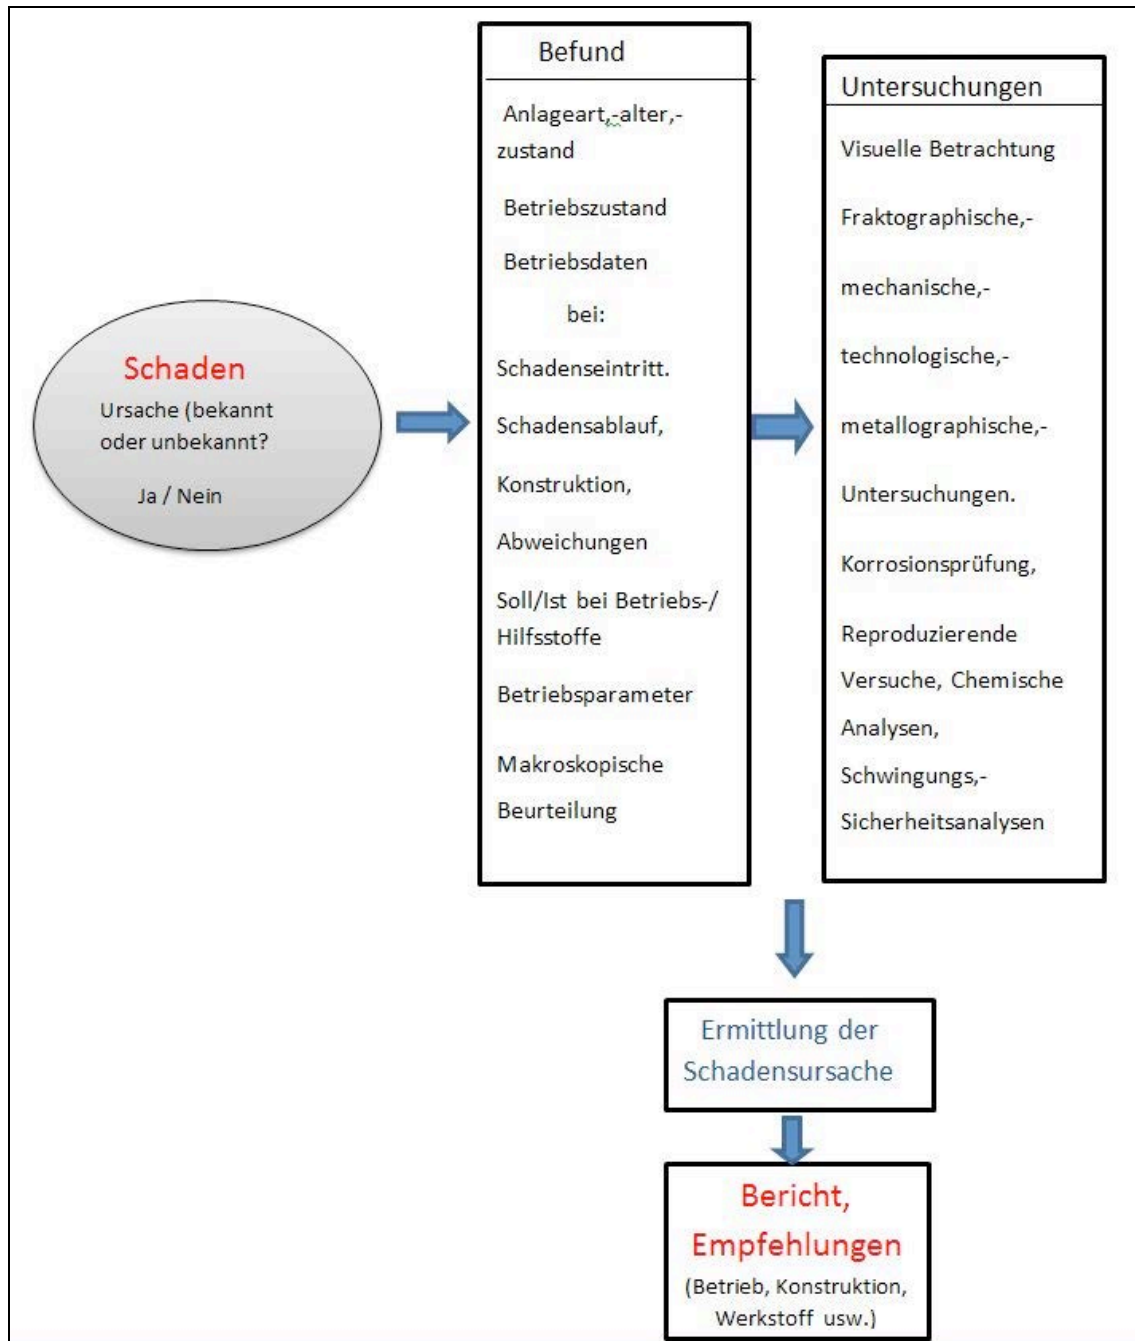 Schaden
Ursache (bekannt
oder unbekannt?
Ja / Nein
Befund
Anlageart,-alter,-
zustand
Betriebszustand
Betriebsdaten
bei:
Schadenseintritt.
Schadensablauf,
Konstruktion,
Abweichungen
Soll/Ist bei Betriebs-/
Hilfsstoffe
Betriebsparameter
Makroskopische
Beurteilung
Untersuchungen
Visuelle Betrachtung
Fraktographische,-
mechanische,-
technologische,-
metallographische,-
Untersuchungen.
Korrosionsprüfung,
Reproduzierende
Versuche, Chemische
Analysen,
Schwingungs,-
Sicherheitsanalysen
Ermittlung der
Schadensursache
Bericht,
Empfehlungen
(Betrieb, Konstruktion,
Werkstoff usw.)